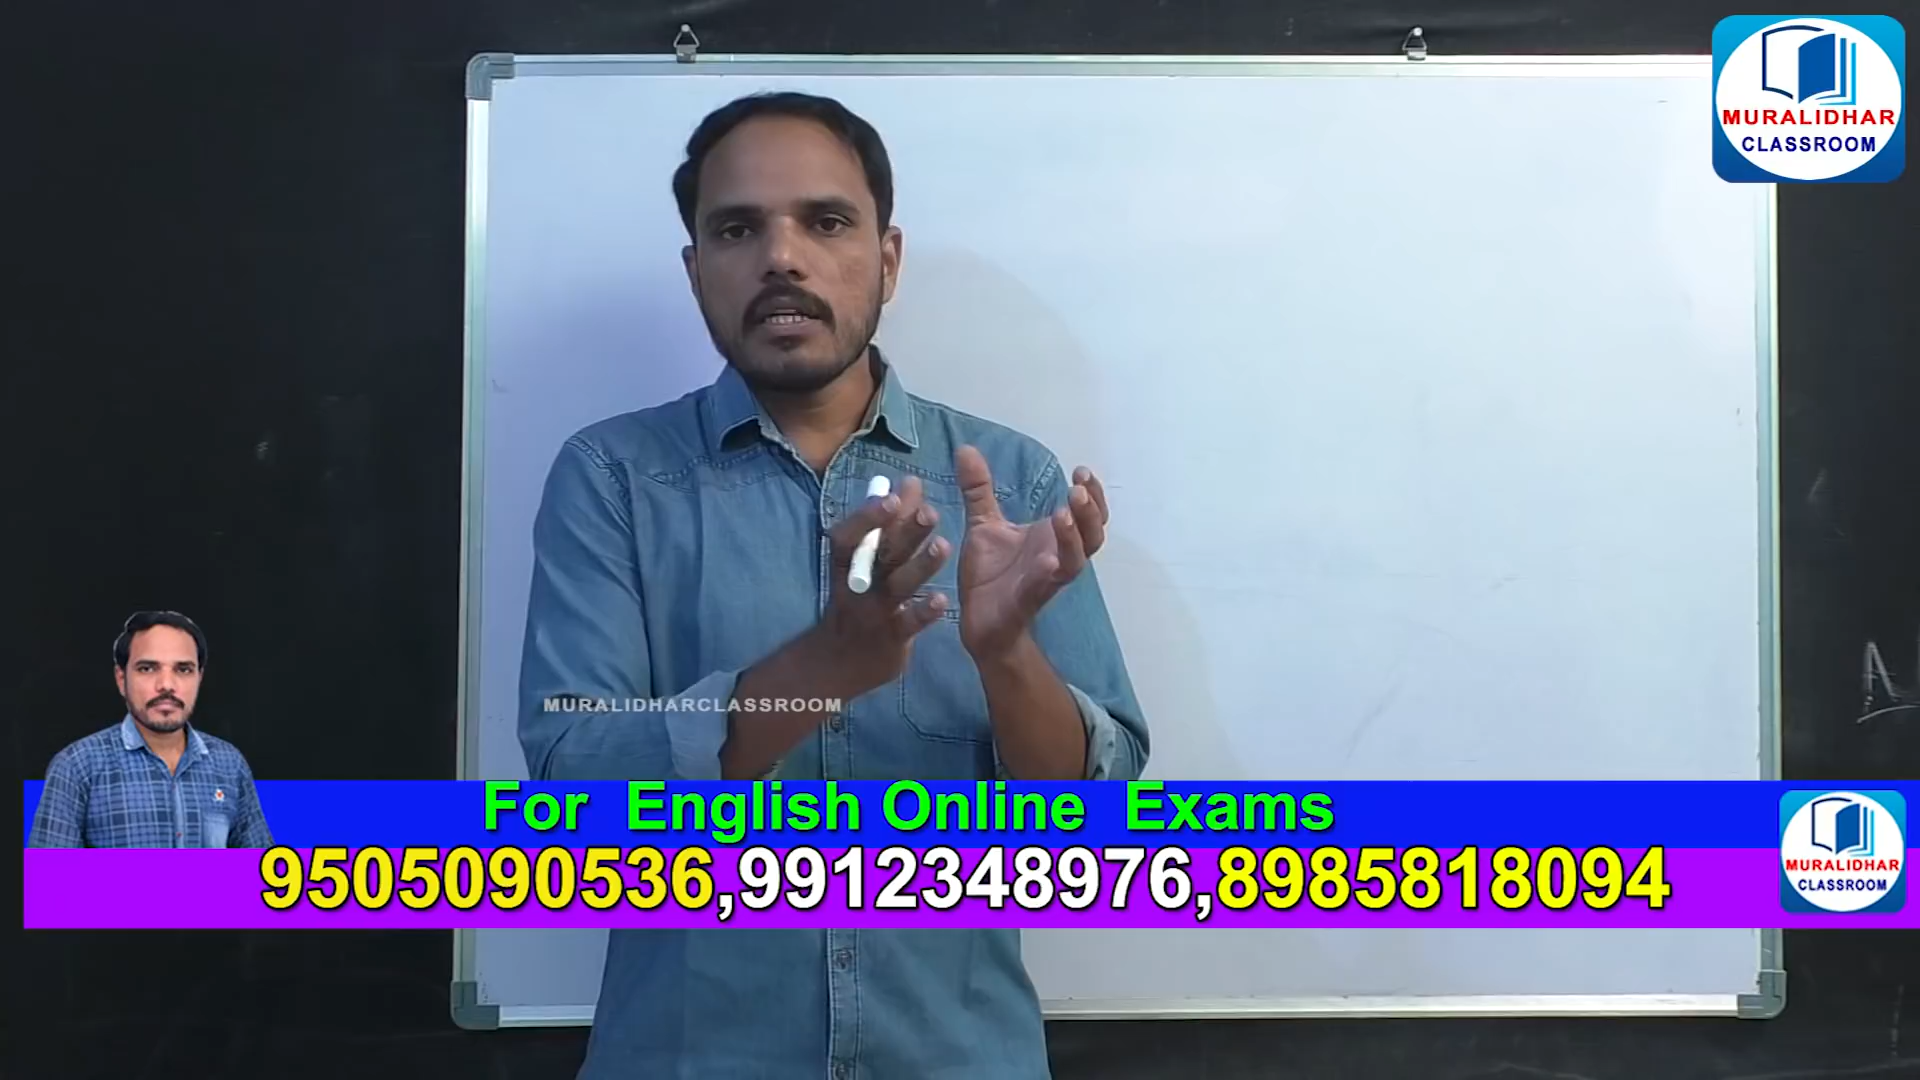 MURALIDHAR
CLASSROOM
MURALIDHARCLASSROOM
For English Online Exams
9505090536,9912348976,8985818094
MURALIDHAR
CLASSROOM